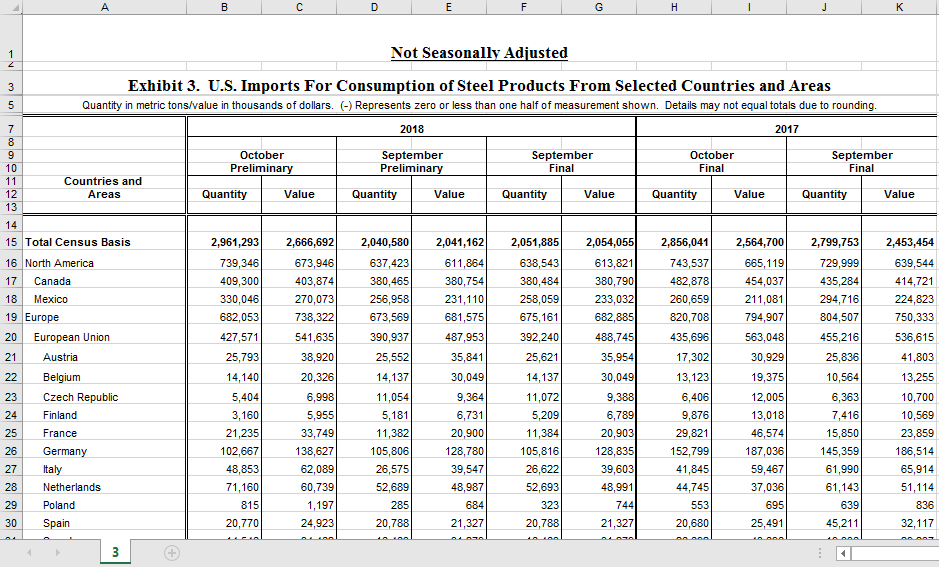 A B C D E F G H I J K
1 Not Seasonally Adjusted
2
3 Exhibit 3. U.S. Imports For Consumption of Steel Products From Selected Countries and Areas
5 Quantity in metric tons/value in thousands of dollars. (-) Represents zero or less than one half of measurement shown. Details may not equal totals due to rounding.
7 2018 2017
8
9 October September September October September
10 Preliminary Preliminary Final Final Final
11 Countries and
12 Areas Quantity Value Quantity Value Quantity Value Quantity Value Quantity Value
13
14
15 Total Census Basis 2,961,293 2,666,692 2,040,580 2,041,162 2,051,885 2,054,055 2,856,041 2,564,700 2,799,753 2,453,454
16 North America 739,346 673,946 637,423 611,864 638,543 613,821 743,537 665,119 729,999 639,544
17 Canada 409,300 403,874 380,465 380,754 380,484 380,790 482,878 454,037 435,284 414,721
18 Mexico 330,046 270,073 256,958 231,110 258,059 233,032 260,659 211,081 294,716 224,823
19 Europe 682,053 738,322 673,569 681,575 675,161 682,885 820,708 794,907 804,507 750,333
20 European Union 427,571 541,635 390,937 487,953 392,240 488,745 435,696 563,048 455,216 536,615
21 Austria 25,793 38,920 25,552 35,841 25,621 35,954 17,302 30,929 25,836 41,803
22 Belgium 14,140 20,326 14,137 30,049 14,137 30,049 13,123 19,375 10,564 13,255
23 Czech Republic 5,404 6,998 11,054 9,364 11,072 9,388 6,406 12,005 6,363 10,700
24 Finland 3,160 5,955 5,181 6,731 5,209 6,789 9,876 13,018 7,416 10,569
25 France 21,235 33,749 11,382 20,900 11,384 20,903 29,821 46,574 15,850 23,859
26 Germany 102,667 138,627 105,806 128,780 105,816 128,835 152,799 187,036 145,359 186,514
27 Italy 48,853 62,089 26,575 39,547 26,622 39,603 41,845 59,467 61,990 65,914
28 Netherlands 71,160 60,739 52,689 48,987 52,693 48,991 44,745 37,036 61,143 51,114
29 Poland 815 1,197 285 684 323 744 553 695 639 836
30 Spain 20,770 24,923 20,788 21,327 20,788 21,327 20,680 25,491 45,211 32,117
3